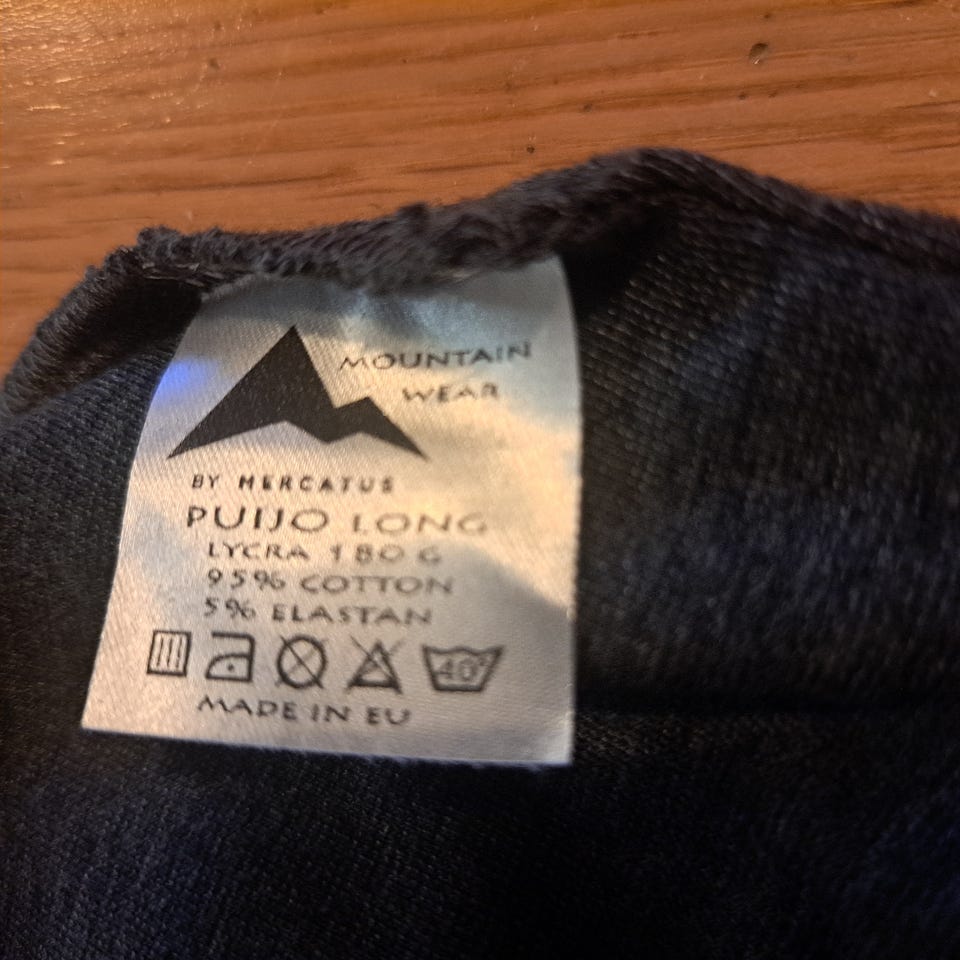 MOUNTAIN
WEAR
BY MERCATUS
PUIJO LONG
LYCRA 180 G
95% COTTON
5% ELASTAN
40°
MADE IN EU